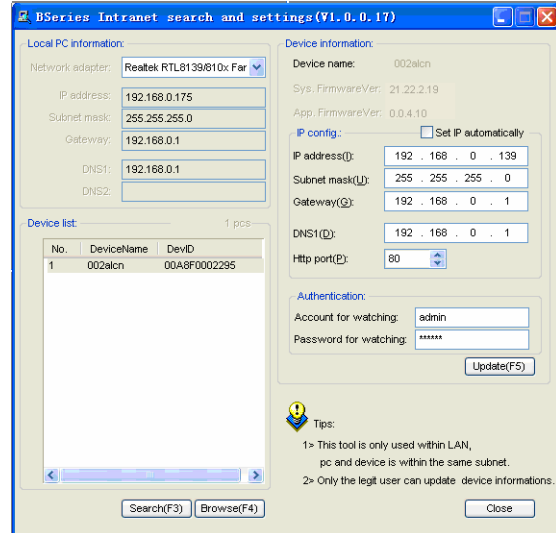 BSeries Intranet search and settings(V1.0.0.17)
Local PC information:
Network adapter: Realtek RTL8139/810x Far
IP address: 192.168.0.175
Subnet mask: 255.255.255.0
Gateway: 192.168.0.1
DNS1: 192.168.0.1
DNS2:
Device list: 1 pcs
No. DeviceName DevID
1 002alcn 00A8F0002295
Search(F3) Browse(F4)
Device information:
Device name: 002alcn
Sys. FirmwareVer: 21.22.2.19
App. FirmwareVer: 0.0.4.10
IP config.: Set IP automatically
IP address(I): 192 . 168 . 0 . 139
Subnet mask(U): 255 . 255 . 255 . 0
Gateway(G): 192 . 168 . 0 . 1
DNS1(D): 192 . 168 . 0 . 1
Http port(P): 80
Authentication:
Account for watching: admin
Password for watching: ******
Update(F5)
Tips:
1> This tool is only used within LAN,
pc and device is within the same subnet.
2> Only the legit user can update device informations.
Close